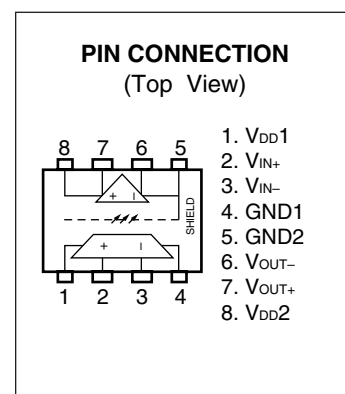 PIN CONNECTION
(Top View)
8 7 6 5
+ −
SHIELD
+ −
1 2 3 4
1. VDD1
2. VIN+
3. VIN−
4. GND1
5. GND2
6. VOUT−
7. VOUT+
8. VDD2